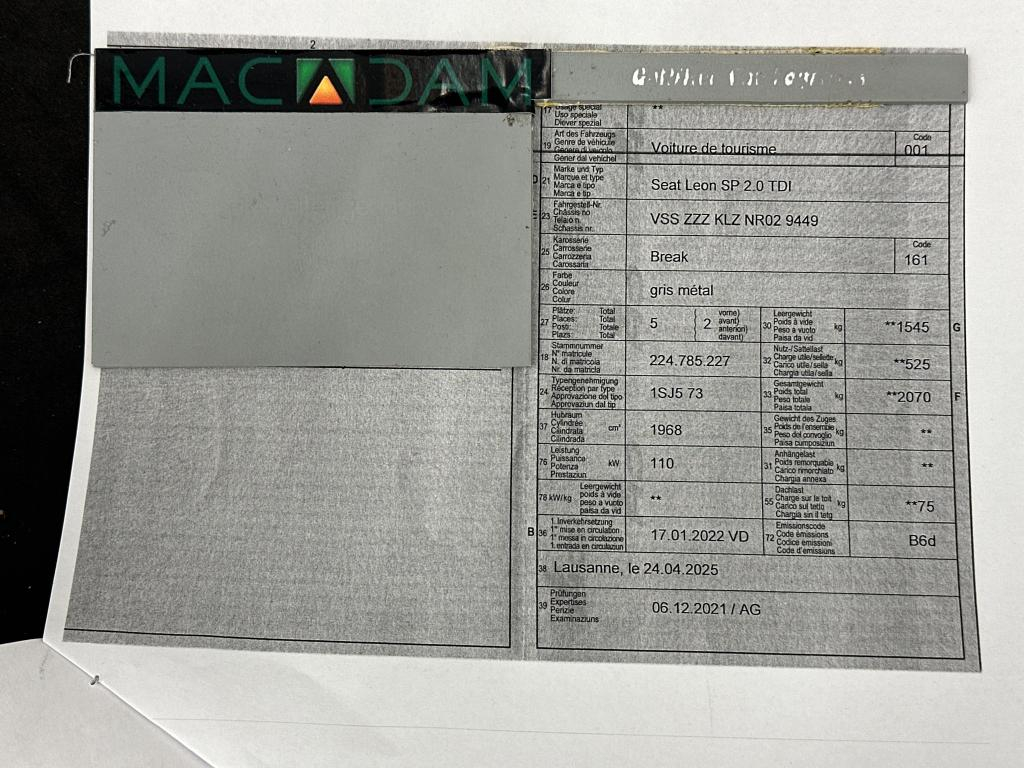 2
MACADAM
17 Usage spécial
Uso speciale
Diever spezial
**
19 Art des Fahrzeugs
Genre de véhicule
Genere di veicolo
Gener dal vehichel
Voiture de tourisme
Code
001
D 21 Marke und Typ
Marque et type
Marca e tipo
Marca e tip
Seat Leon SP 2.0 TDI
E 23 Fahrgestell-Nr.
Châssis no
Telaio n.
Schassis nr.
VSS ZZZ KLZ NR02 9449
25 Karosserie
Carrosserie
Carrozzeria
Carossaria
Break
Code
161
26 Farbe
Couleur
Colore
Colur
gris métal
27 Plätze: Total
Places: Total
Posti: Totale
Plazs: Total
5
( 2 vorne)
avant)
anteriori)
davant)
30 Leergewicht
Poids à vide
Peso a vuoto
Paisa da vid
kg
**1545
G
18 Stammnummer
N° matricule
N. di matricola
Nr. da matricla
224.785.227
32 Nutz-/Sattellast
Charge utile/sellette
Carico utile/sella
Chargia utila/sella
kg
**525
24 Typengenehmigung
Réception par type
Approvazione del tipo
Approvaziun dal tip
1SJ5 73
33 Gesamtgewicht
Poids total
Peso totale
Paisa totala
kg
**2070
F
37 Hubraum
Cylindrée
Cilindrata
Cilindrada
cm³
1968
35 Gewicht des Zuges
Poids de l'ensemble
Peso del convoglio
Paisa cumposiziun
kg
**
76 Leistung
Puissance
Potenza
Prestaziun
kW
110
31 Anhängelast
Poids remorquable
Carico rimorchiato
Chargia annexa
kg
**
78 kW/kg Leergewicht
poids à vide
peso a vuoto
paisa da vid
**
55 Dachlast
Charge sur le toit
Carico sul tetto
Chargia sin il tetg
kg
**75
B 36 1. Inverkehrsetzung
1re mise en circulation
1a messa in circolazione
1. entrada en circulaziun
17.01.2022 VD
72 Emissionscode
Code émissions
Codice emissioni
Code d'emissiuns
B6d
38 Lausanne, le 24.04.2025
39 Prüfungen
Expertises
Perizie
Examinaziuns
06.12.2021 / AG